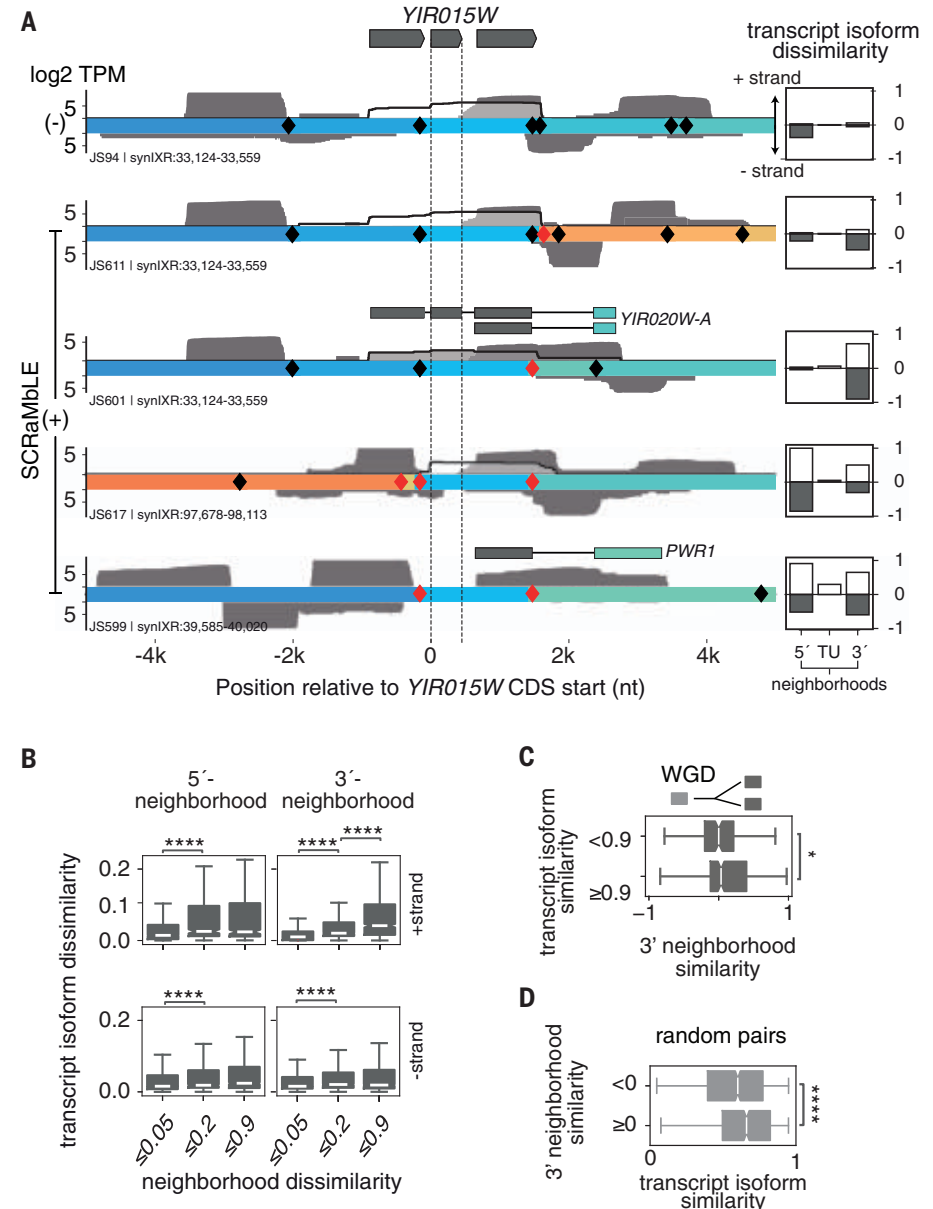 A
YIR015W
transcript isoform
dissimilarity
log2 TPM
+ strand
1
5
(-)
0
5
JS94 | synIXR:33,124-33,559
- strand
-1
1
5
0
5
JS611 | synIXR:33,124-33,559
-1
YIR020W-A
1
5
0
5
JS601 | synIXR:33,124-33,559
-1
SCRaMbLE
(+)
1
5
0
5
JS617 | synIXR:97,678-98,113
-1
PWR1
1
5
0
5
JS599 | synIXR:39,585-40,020
-1
-4k
-2k
0
2k
4k
5´ TU 3´
neighborhoods
Position relative to YIR015W CDS start (nt)
B
5´-
neighborhood
3´-
neighborhood
transcript isoform dissimilarity
****
****
****
0.2
0.1
0.0
+strand
****
****
0.2
0.0
-strand
≤0.05
≤0.2
≤0.9
≤0.05
≤0.2
≤0.9
neighborhood dissimilarity
C
WGD
transcript isoform
similarity
<0.9
≥0.9
*
−1
1
3’ neighborhood
similarity
D
random pairs
3’ neighborhood
similarity
<0
≥0
****
0
1
transcript isoform
similarity